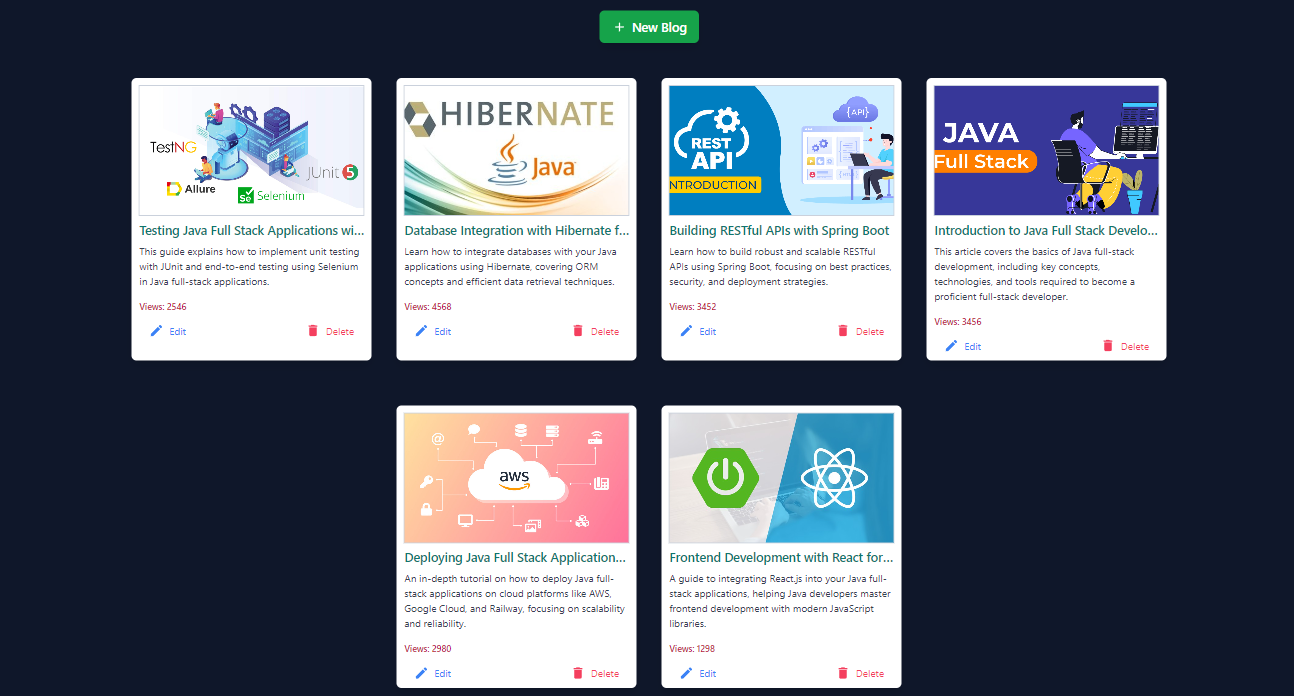 + New Blog
TestNG
JUnit 5
Allure
Se Selenium
Testing Java Full Stack Applications wi...
This guide explains how to implement unit testing
with JUnit and end-to-end testing using Selenium
in Java full-stack applications.
Views: 2546
Edit
Delete
HIBERNATE
Java
Database Integration with Hibernate f...
Learn how to integrate databases with your Java
applications using Hibernate, covering ORM
concepts and efficient data retrieval techniques.
Views: 4568
Edit
Delete
REST
API
NTRODUCTION
{API}
Building RESTful APIs with Spring Boot
Learn how to build robust and scalable RESTful
APIs using Spring Boot, focusing on best practices,
security, and deployment strategies.
Views: 3452
Edit
Delete
JAVA
Full Stack
Introduction to Java Full Stack Develo...
This article covers the basics of Java full-stack
development, including key concepts,
technologies, and tools required to become a
proficient full-stack developer.
Views: 3456
Edit
Delete
@
aws
Deploying Java Full Stack Application...
An in-depth tutorial on how to deploy Java full-
stack applications on cloud platforms like AWS,
Google Cloud, and Railway, focusing on scalability
and reliability.
Views: 2980
Edit
Delete
Frontend Development with React for...
A guide to integrating React.js into your Java full-
stack applications, helping Java developers master
frontend development with modern JavaScript
libraries.
Views: 1298
Edit
Delete